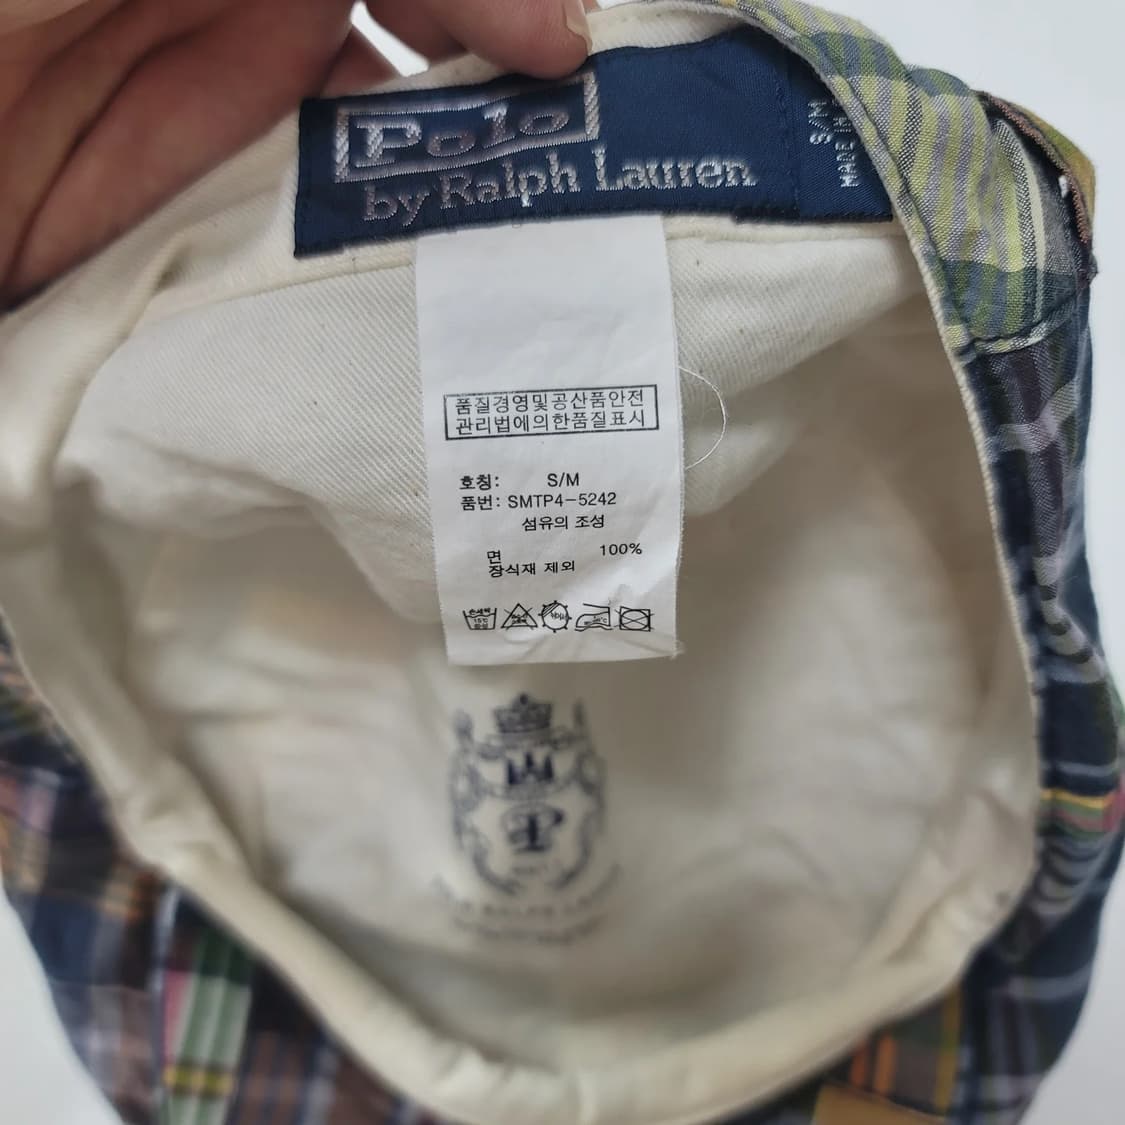 Polo
by Ralph Lauren
S/M
품질경영및공산품안전
관리법에의한품질표시
호칭: S/M
품번: SMTP4-5242
섬유의 조성
면 100%
장식재 제외
P